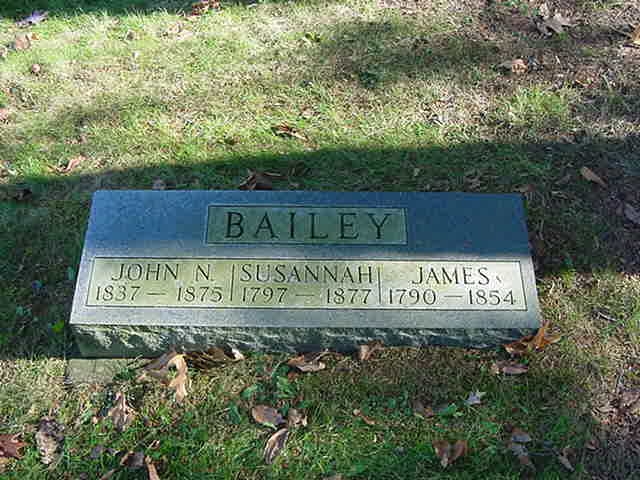 BAILEY
JOHN N. SUSANNAH JAMES
1837 — 1875 1797 — 1877 1790 — 1854